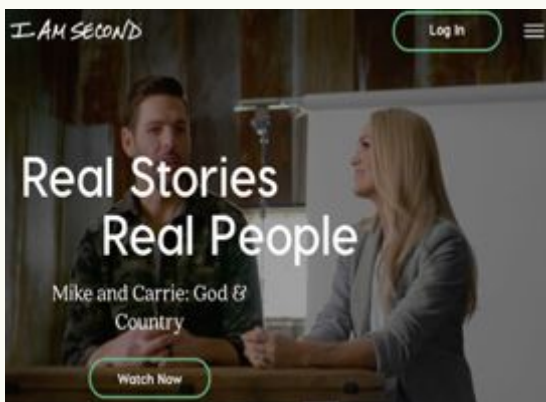 I AM SECOND
Log In
Real Stories
Real People
Mike and Carrie: God &
Country
Watch Now